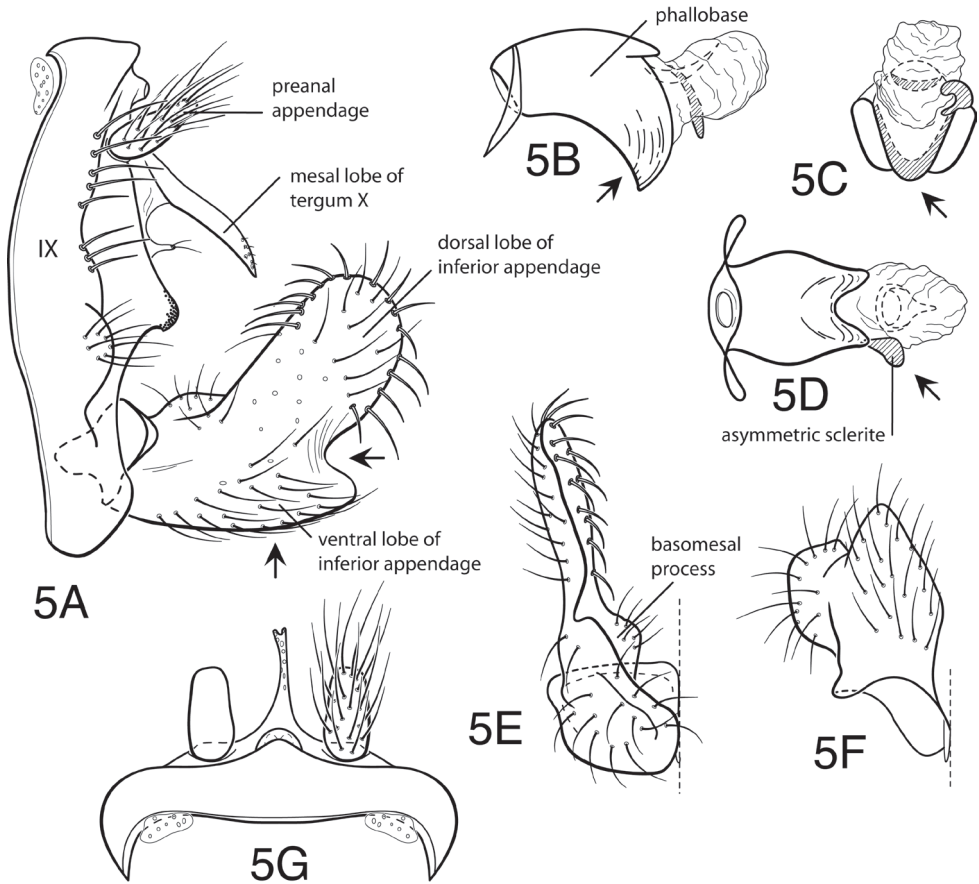 preanal
appendage
mesal lobe of
tergum X
IX
dorsal lobe of
inferior appendage
ventral lobe of
inferior appendage
5A
phallobase
5B
5C
5D
asymmetric sclerite
basomesal
process
5E
5F
5G